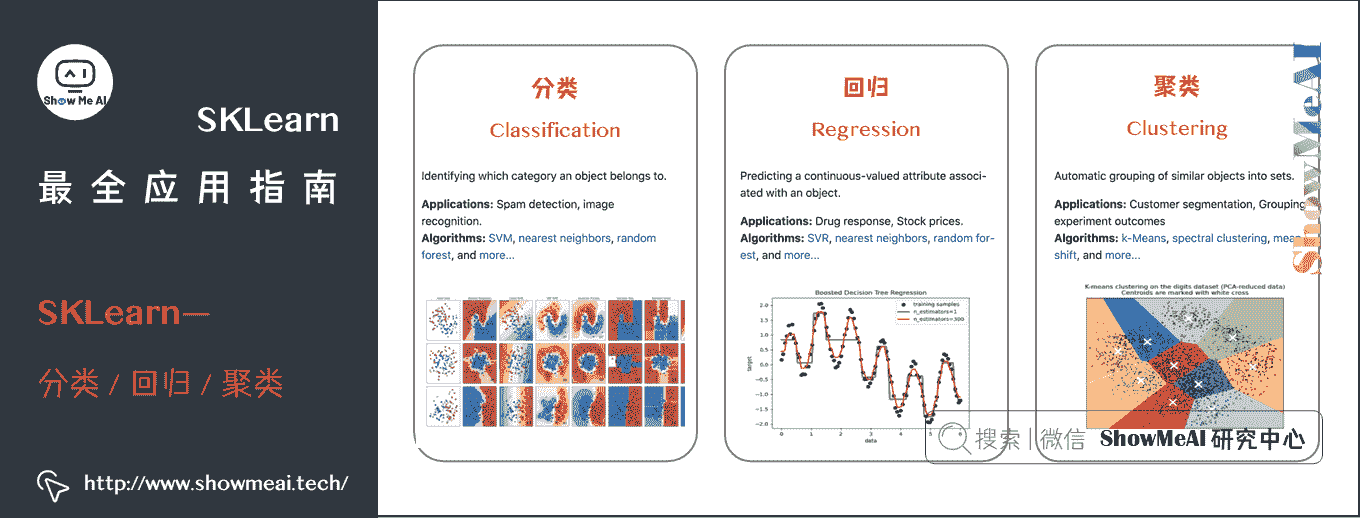 Show Me AI
SKLearn
最全应用指南
SKLearn—
分类 / 回归 / 聚类
http://www.showmeai.tech/
分类
Classification
Identifying which category an object belongs to.
Applications: Spam detection, image
recognition.
Algorithms: SVM, nearest neighbors, random
forest, and more...
回归
Regression
Predicting a continuous-valued attribute associ-
ated with an object.
Applications: Drug response, Stock prices.
Algorithms: SVR, nearest neighbors, random for-
est, and more...
Boosted Decision Tree Regression
training samples
n_estimators=1
n_estimators=300
2.0
1.5
1.0
0.5
0.0
−0.5
−1.0
−1.5
−2.0
target
0 1 2 3 4 5 6
data
聚类
Clustering
Automatic grouping of similar objects into sets.
Applications: Customer segmentation, Grouping
experiment outcomes
Algorithms: k-Means, spectral clustering, mean-
shift, and more...
K-means clustering on the digits dataset (PCA-reduced data)
Centroids are marked with white cross
ShowMeAI
搜索 | 微信 ShowMeAI 研究中心